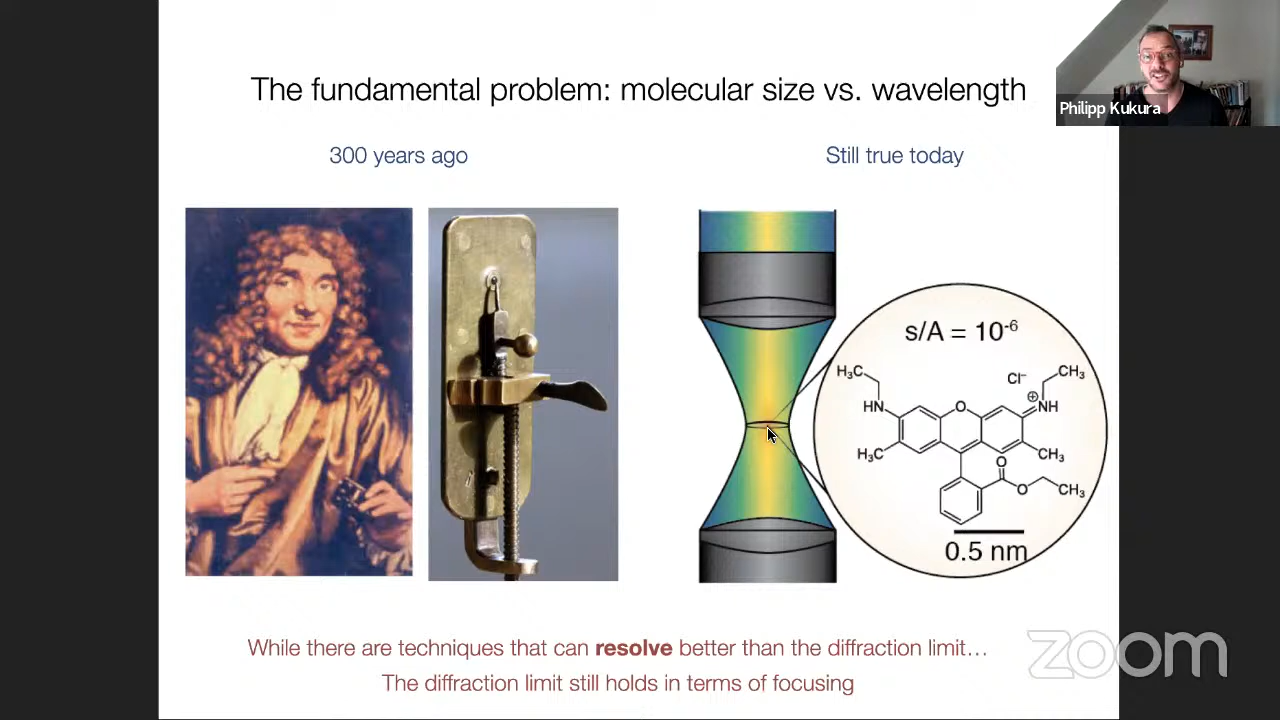 The fundamental problem: molecular size vs. wavelength
Philipp Kukura
300 years ago
Still true today
s/A = 10⁻⁶
H₃C
Cl⁻
CH₃
HN
O
⊕
NH
H₃C
CH₃
O
O
CH₃
0.5 nm
While there are techniques that can resolve better than the diffraction limit…
The diffraction limit still holds in terms of focusing
zoom